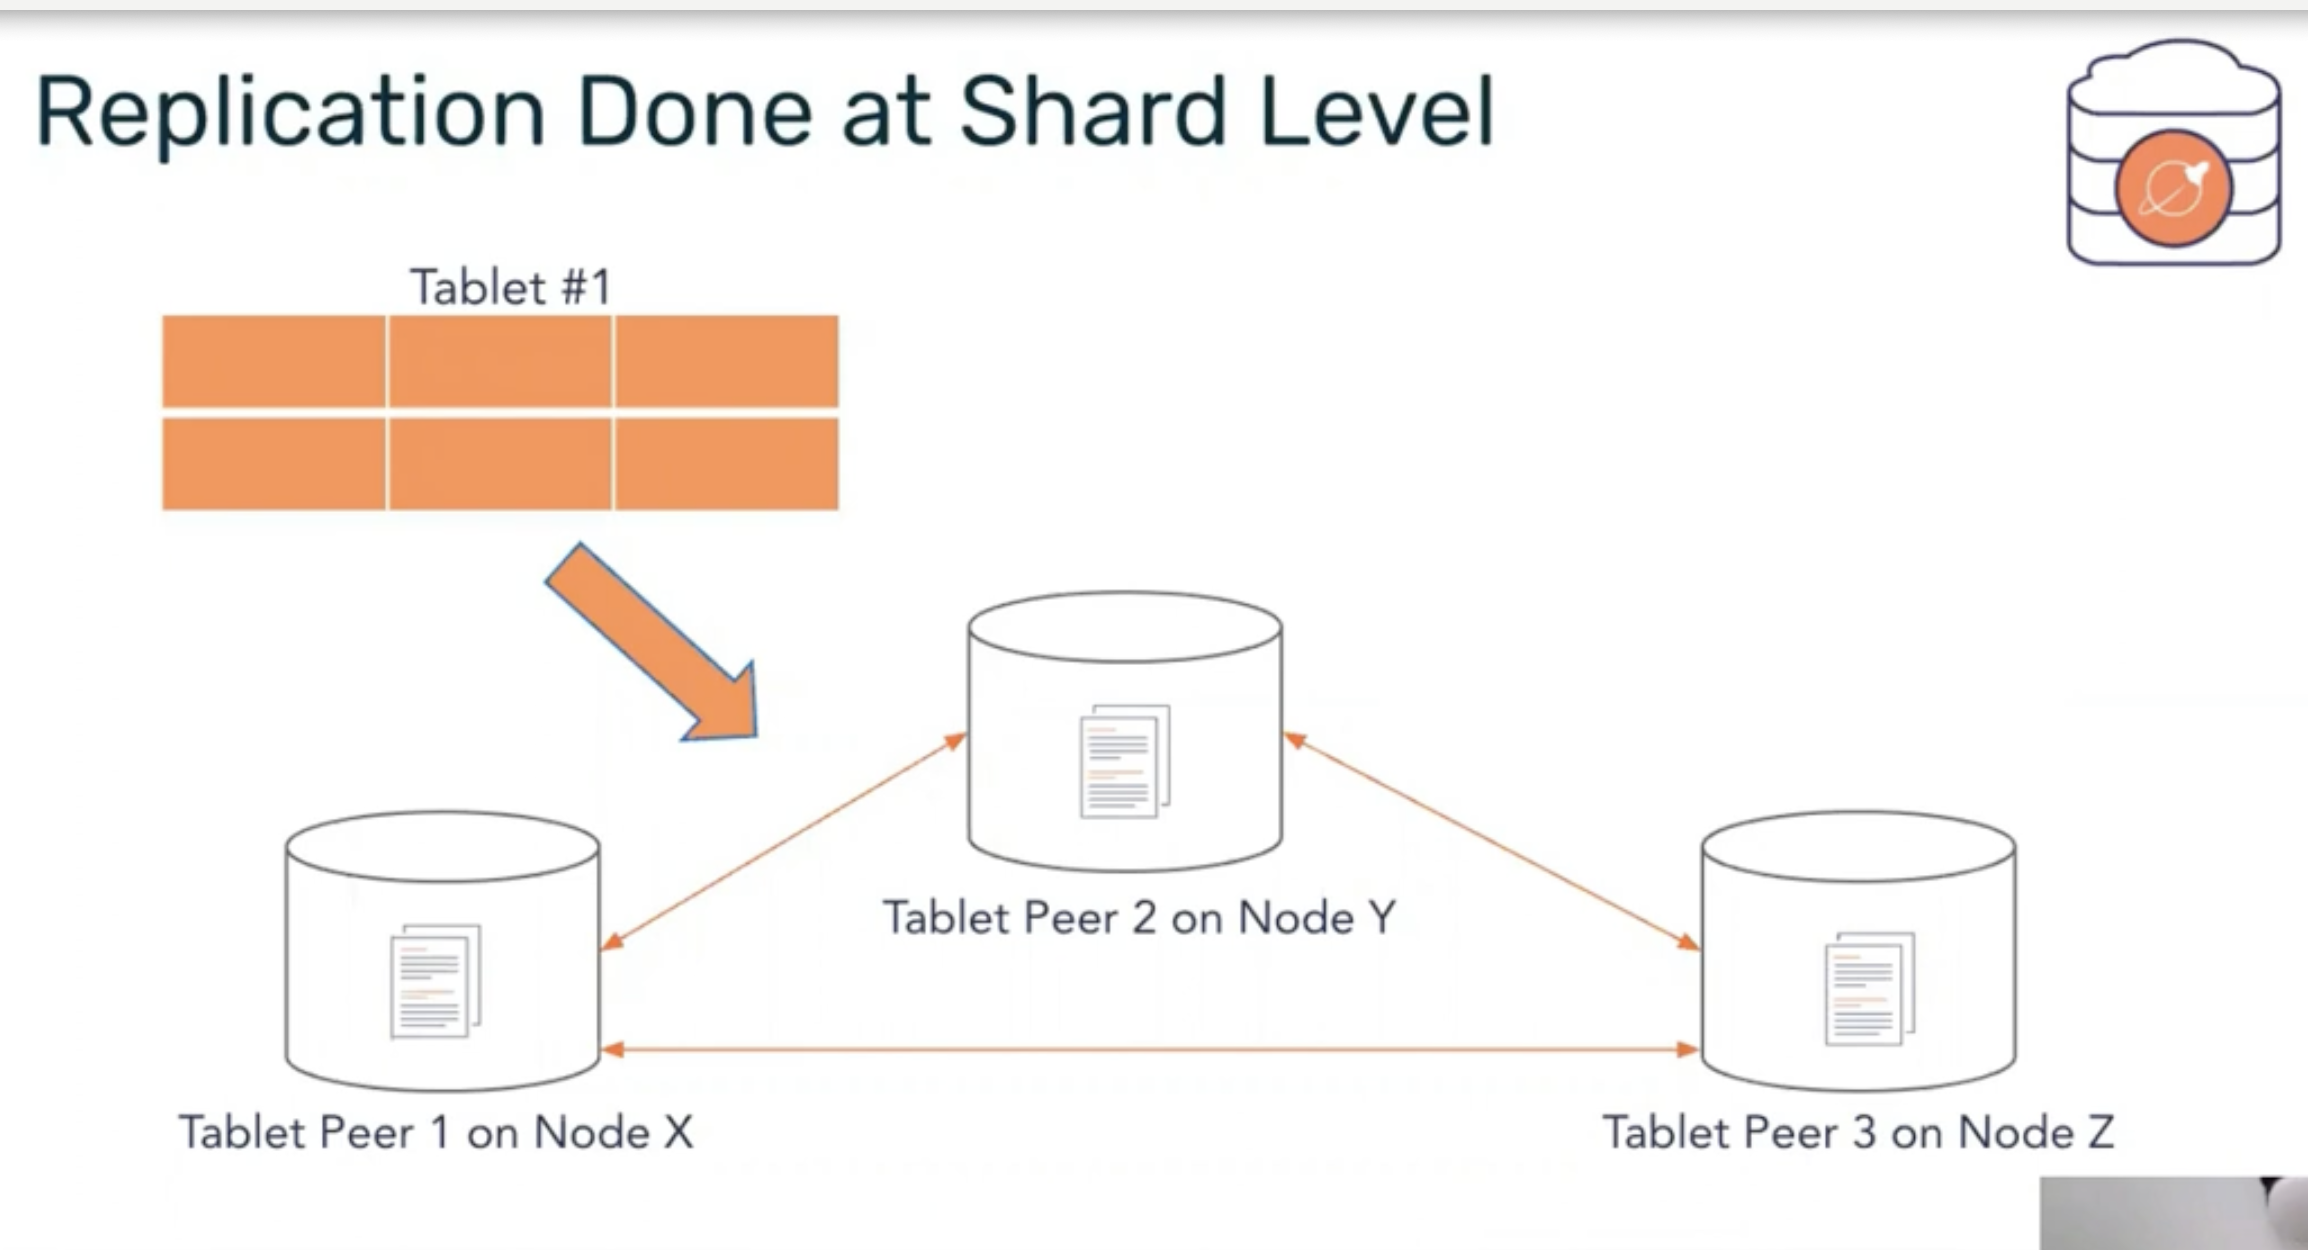 Replication Done at Shard Level
Tablet #1
Tablet Peer 2 on Node Y
Tablet Peer 1 on Node X
Tablet Peer 3 on Node Z